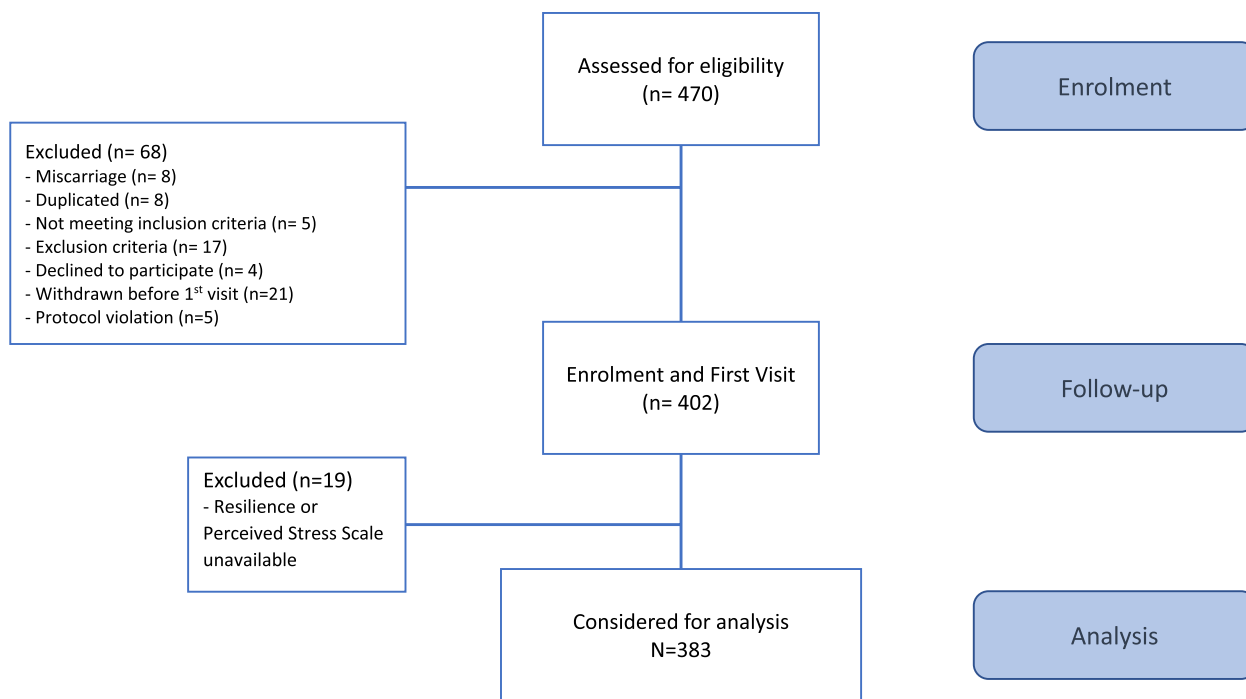 Assessed for eligibility
(n= 470)
Enrolment
Excluded (n= 68)
- Miscarriage (n= 8)
- Duplicated (n= 8)
- Not meeting inclusion criteria (n= 5)
- Exclusion criteria (n= 17)
- Declined to participate (n= 4)
- Withdrawn before 1st visit (n=21)
- Protocol violation (n=5)
Enrolment and First Visit
(n= 402)
Follow-up
Excluded (n=19)
- Resilience or
Perceived Stress Scale
unavailable
Considered for analysis
N=383
Analysis